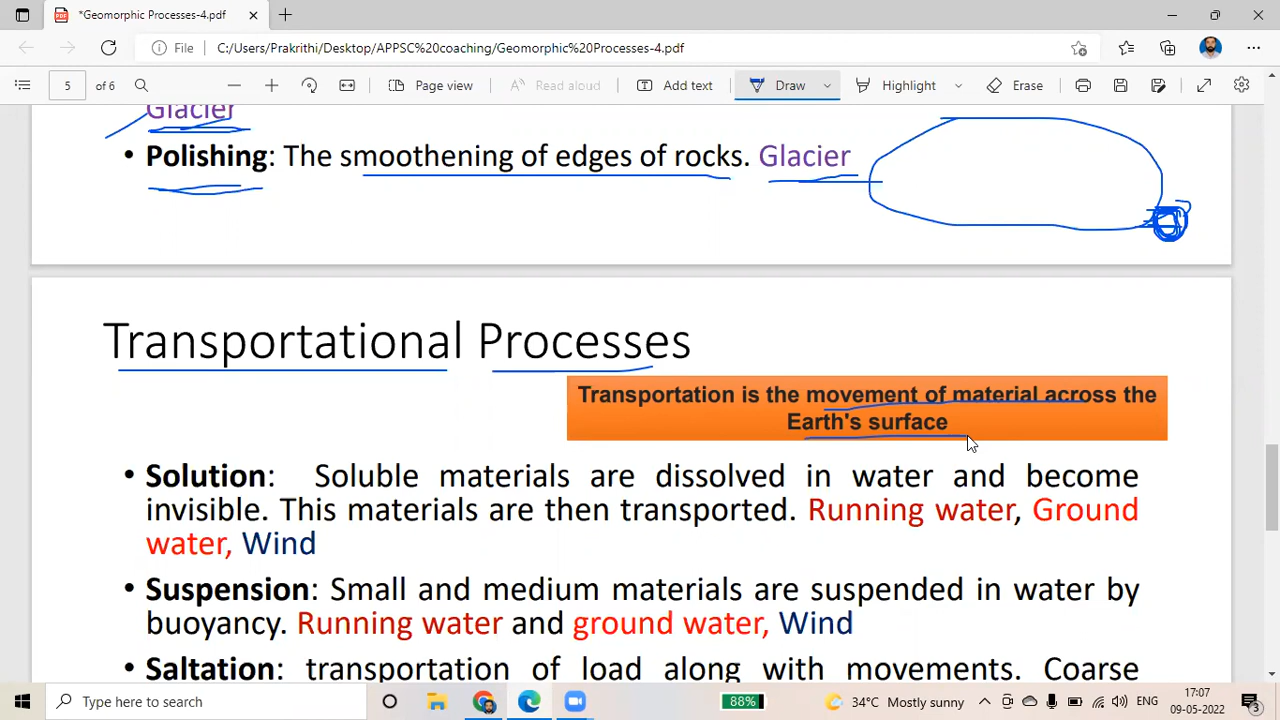 *Geomorphic Processes-4.pdf
File C:/Users/Prakrithi/Desktop/APPSC%20coaching/Geomorphic%20Processes-4.pdf
5 of 6 Page view Read aloud Add text Draw Highlight Erase
Glacier
• Polishing: The smoothening of edges of rocks. Glacier
Transportational Processes
Transportation is the movement of material across the
Earth's surface
• Solution: Soluble materials are dissolved in water and become
invisible. This materials are then transported. Running water, Ground
water, Wind
• Suspension: Small and medium materials are suspended in water by
buoyancy. Running water and ground water, Wind
• Saltation: transportation of load along with movements. Coarse
Type here to search 88% 34°C Mostly sunny ENG 17:07
09-05-2022 3